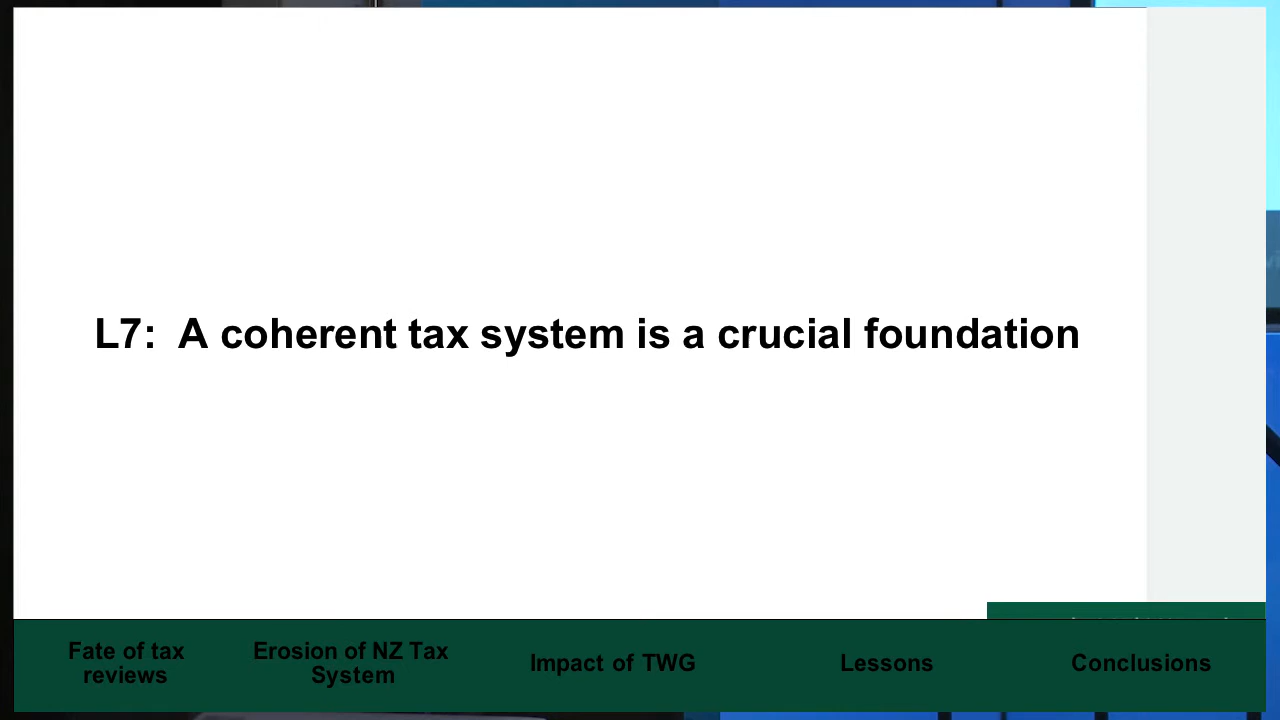 L7: A coherent tax system is a crucial foundation
Fate of tax
reviews
Erosion of NZ Tax
System
Impact of TWG
Lessons
Conclusions